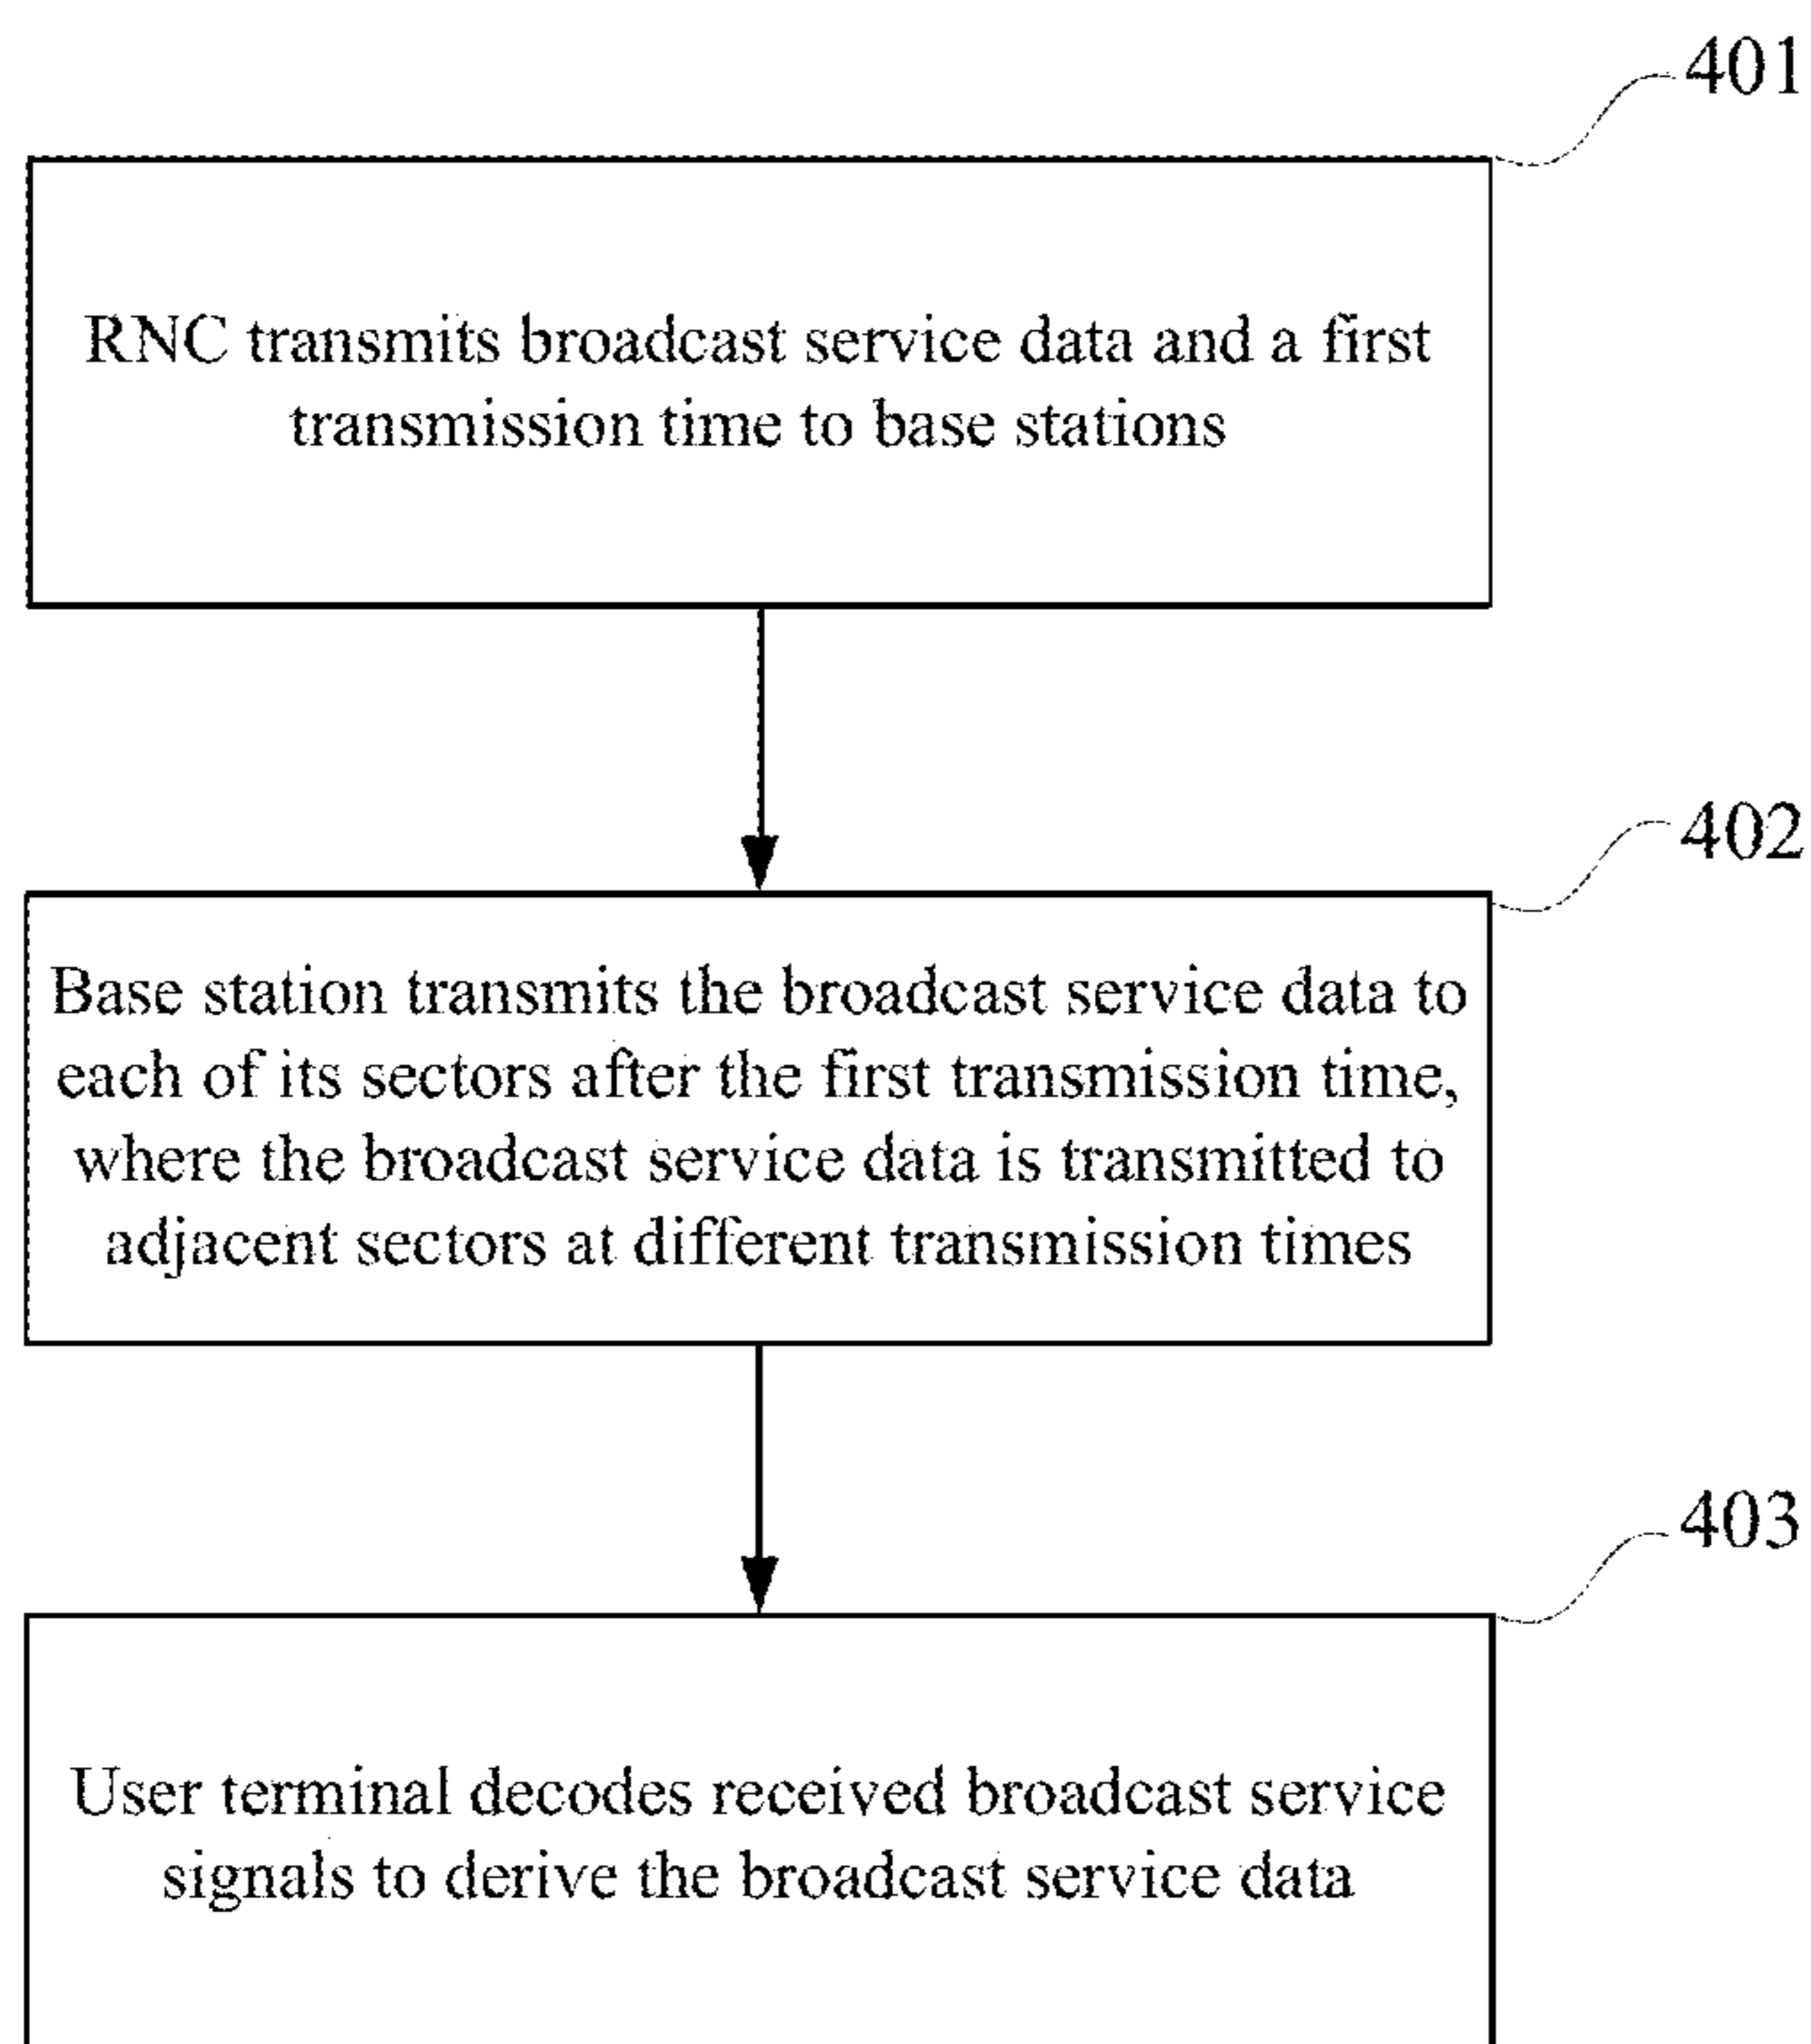 401
RNC transmits broadcast service data and a first
transmission time to base stations
402
Base station transmits the broadcast service data to
each of its sectors after the first transmission time,
where the broadcast service data is transmitted to
adjacent sectors at different transmission times
403
User terminal decodes received broadcast service
signals to derive the broadcast service data